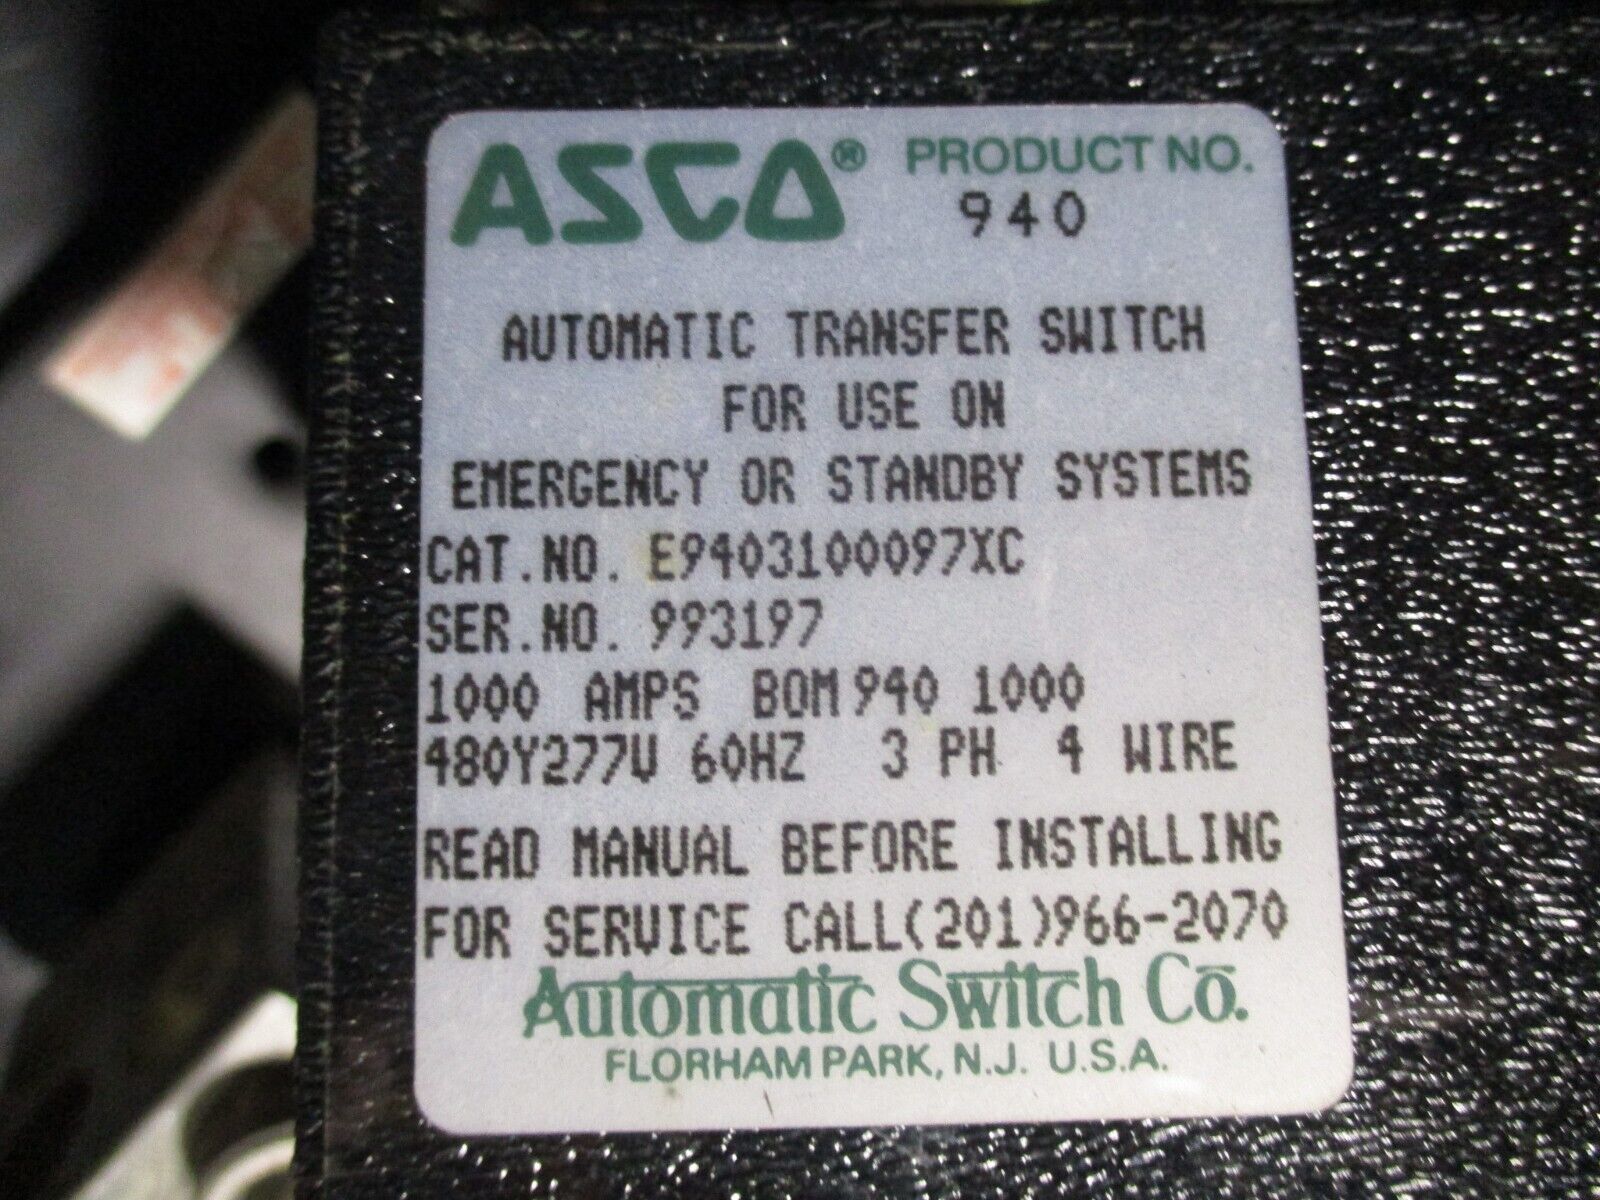 ASCO® PRODUCT NO.
940
AUTOMATIC TRANSFER SWITCH
FOR USE ON
EMERGENCY OR STANDBY SYSTEMS
CAT.NO. E9403100097XC
SER.NO. 993197
1000 AMPS BOM940 1000
480Y277V 60HZ 3 PH 4 WIRE
READ MANUAL BEFORE INSTALLING
FOR SERVICE CALL(201)966-2070
Automatic Switch Co.
FLORHAM PARK, N.J. U.S.A.